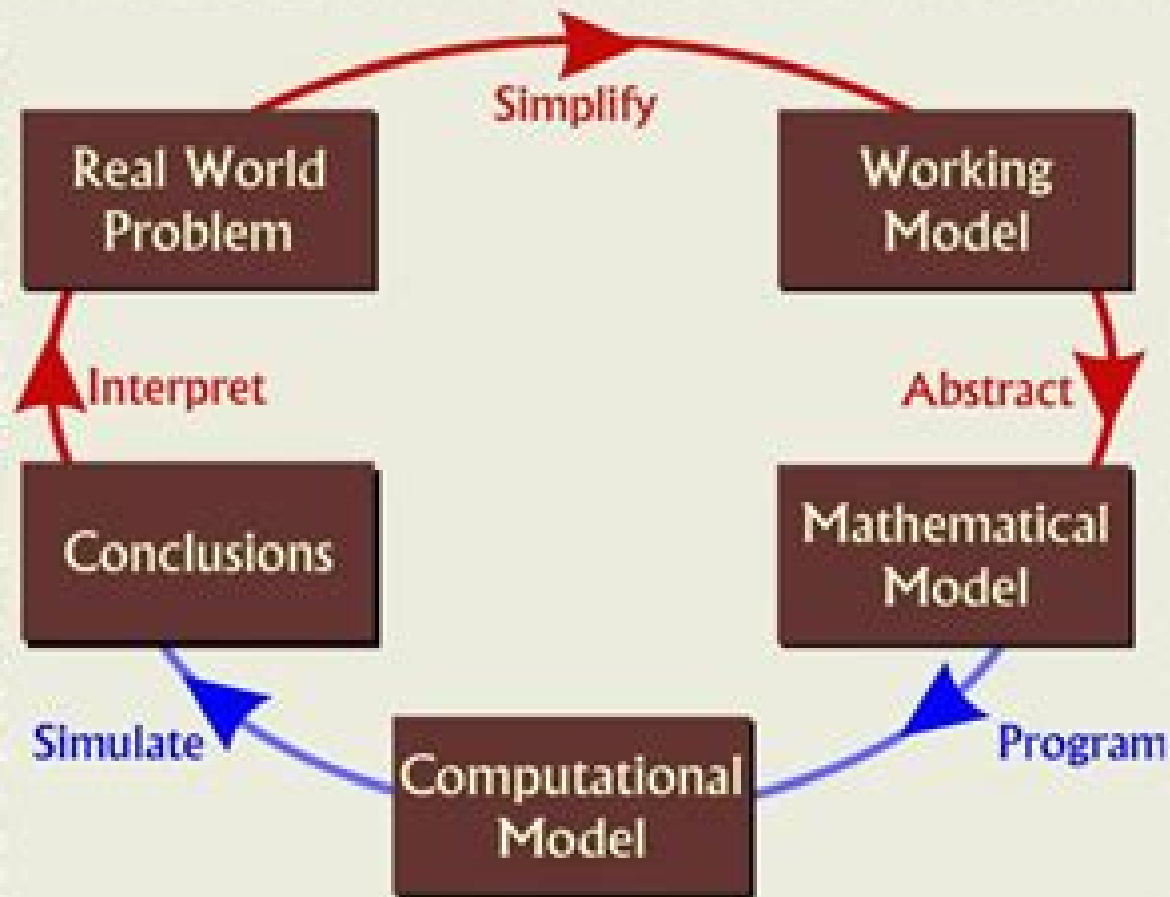 Simplify
Real World
Problem
Working
Model
Interpret
Abstract
Conclusions
Mathematical
Model
Simulate
Program
Computational
Model